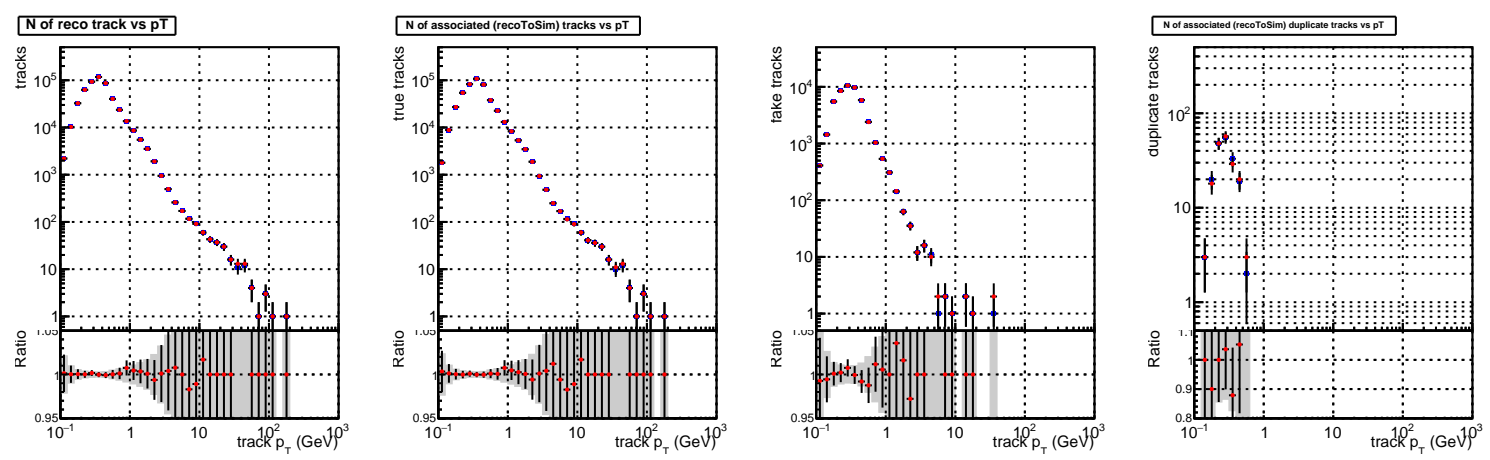 N of reco track vs pT
tracks
10^5
10^4
10^3
10^2
10
1
Ratio
1.05
1
0.95
10^-1 1 10 10^2 10^3
track p_T (GeV)
N of associated (recoToSim) tracks vs pT
true tracks
10^5
10^4
10^3
10^2
10
1
Ratio
1.05
1
0.95
10^-1 1 10 10^2 10^3
track p_T (GeV)
fake tracks
10^4
10^3
10^2
10
1
Ratio
1.05
1
0.95
10^-1 1 10 10^2 10^3
track p_T (GeV)
N of associated (recoToSim) duplicate tracks vs pT
duplicate tracks
10^2
10
1
Ratio
1.1
1
0.9
0.8
10^-1 1 10 10^2 10^3
track p_T (GeV)